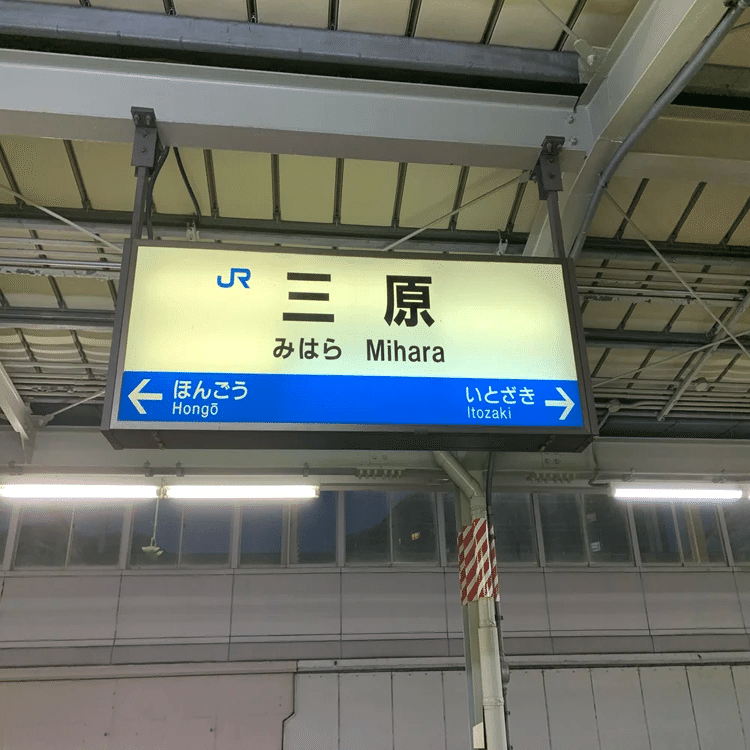 JR 三原
みはら Mihara
← ほんごう いとざき →
Hongō Itozaki